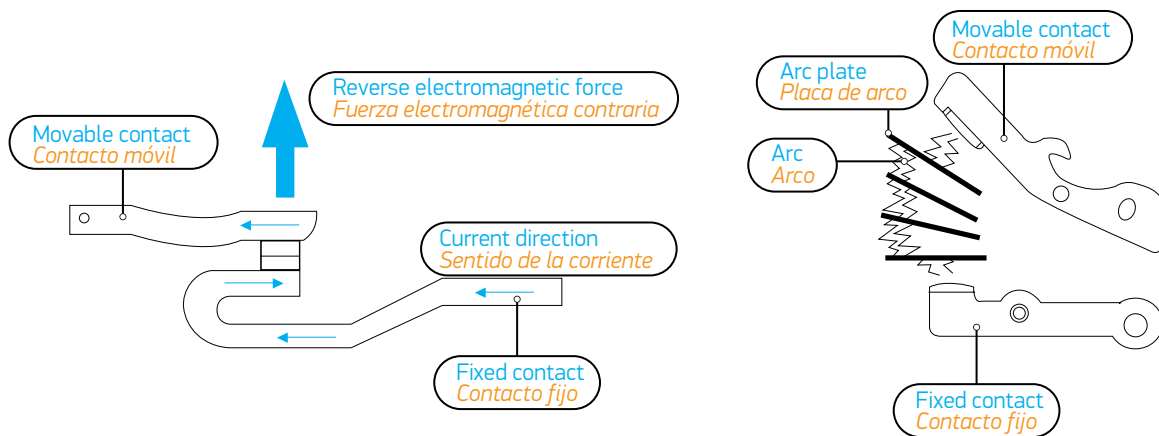 Reverse electromagnetic force
Fuerza electromagnética contraria
Movable contact
Contacto móvil
Current direction
Sentido de la corriente
Fixed contact
Contacto fijo
Movable contact
Contacto móvil
Arc plate
Placa de arco
Arc
Arco
Fixed contact
Contacto fijo